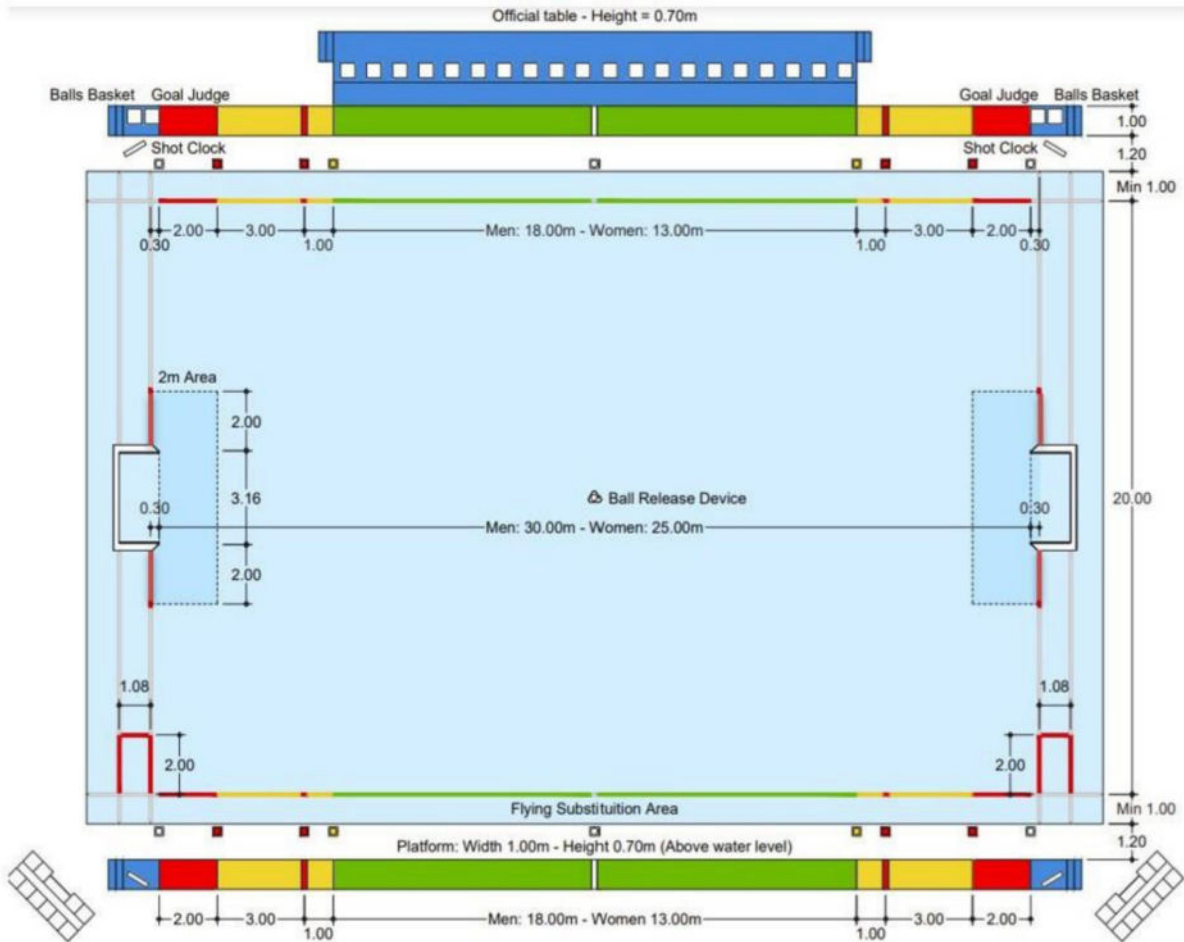 Official table - Height = 0.70m
Balls Basket Goal Judge
Goal Judge Balls Basket
1.00
Shot Clock
Shot Clock
1.20
Min 1.00
2.00 3.00 Men: 18.00m - Women: 13.00m 3.00 2.00
0.30 1.00 1.00 0.30
2m Area
2.00
3.16
Ball Release Device
20.00
0.30
0.30
Men: 30.00m - Women: 25.00m
2.00
1.08
1.08
2.00
2.00
Flying Substituition Area
Min 1.00
Platform: Width 1.00m - Height 0.70m (Above water level)
1.20
2.00 3.00 Men: 18.00m - Women 13.00m 3.00 2.00
1.00 1.00